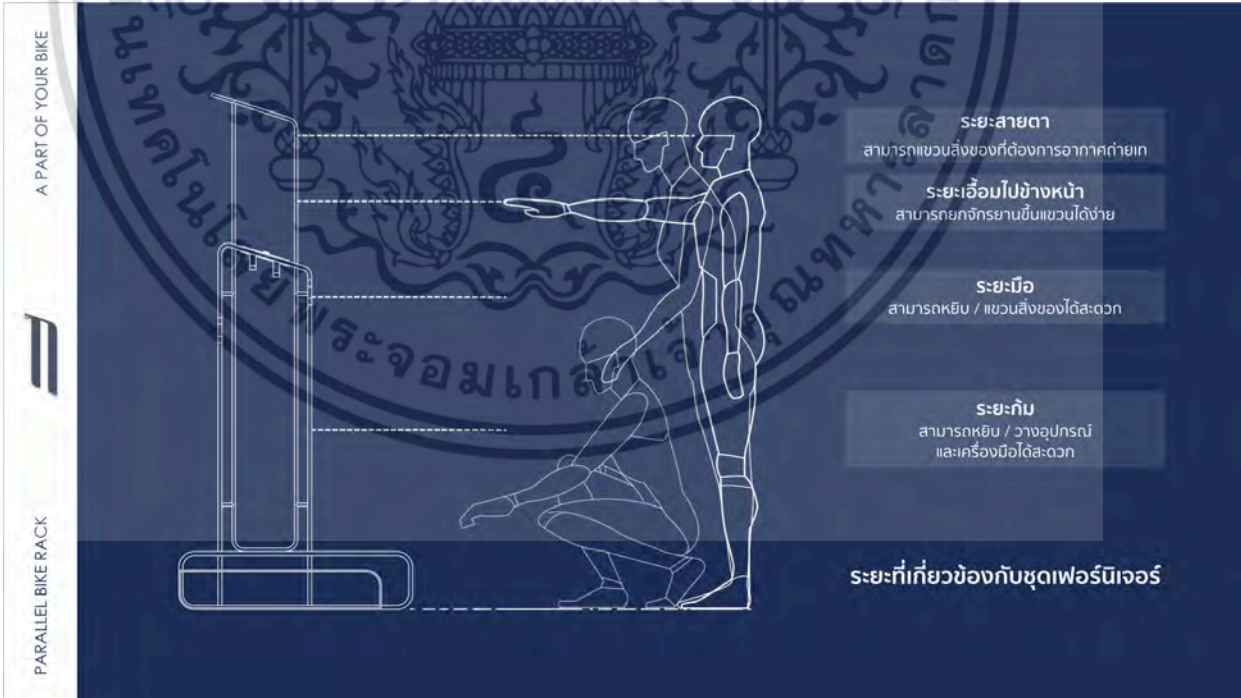 A PART OF YOUR BIKE
PARALLEL BIKE RACK
ระยะสายตา
สามารถแขวนสิ่งของที่ต้องการอากาศถ่ายเท
ระยะเอื้อมไปข้างหน้า
สามารถยกจักรยานขึ้นแขวนได้ง่าย
ระยะมือ
สามารถหยิบ / แขวนสิ่งของได้สะดวก
ระยะก้ม
สามารถหยิบ / วางอุปกรณ์
และเครื่องมือได้สะดวก
ระยะที่เกี่ยวข้องกับชุดเฟอร์นิเจอร์